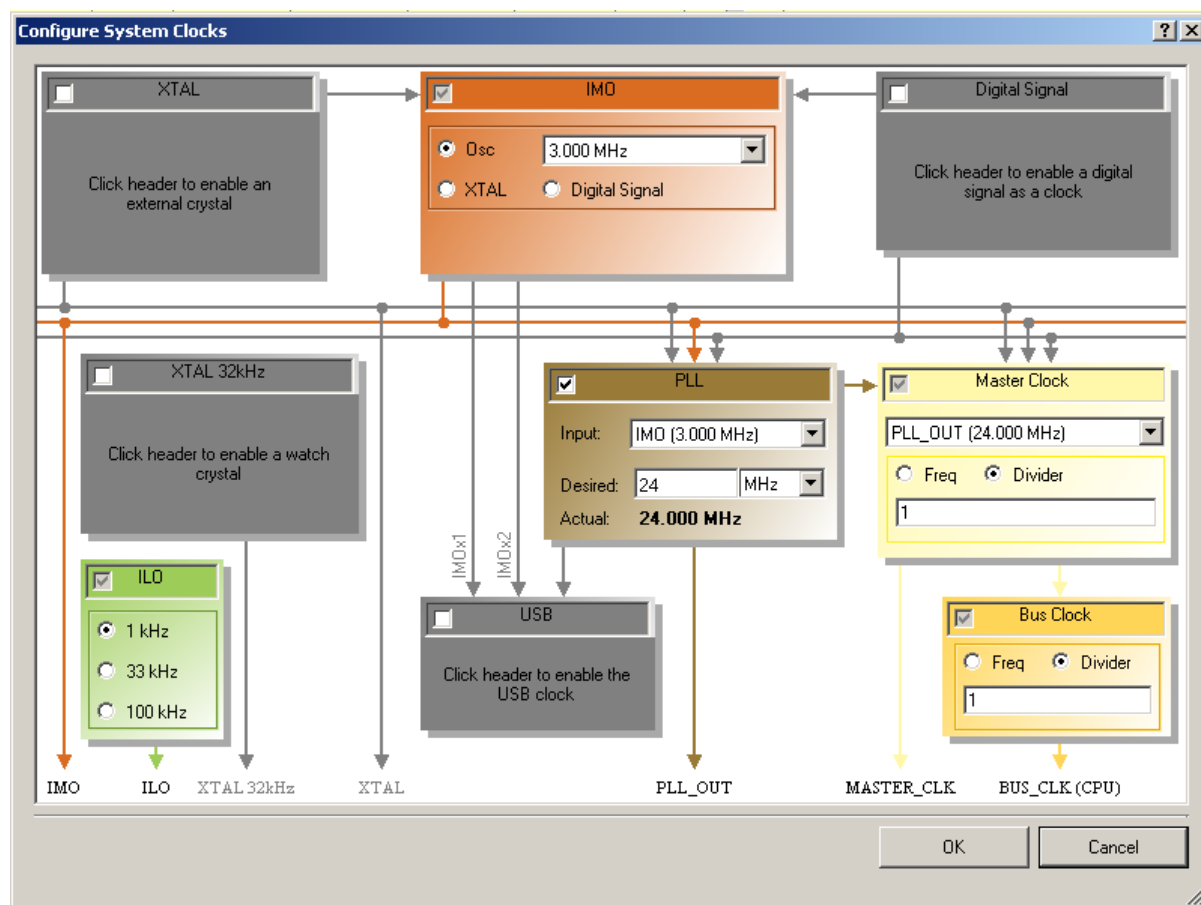 Configure System Clocks
XTAL
Click header to enable an
external crystal
IMO
Osc
3.000 MHz
XTAL
Digital Signal
Digital Signal
Click header to enable a digital
signal as a clock
XTAL 32kHz
Click header to enable a watch
crystal
PLL
Input:
IMO (3.000 MHz)
Desired:
24
MHz
Actual:
24.000 MHz
Master Clock
PLL_OUT (24.000 MHz)
Freq
Divider
1
IMOx1
IMOx2
ILO
1 kHz
33 kHz
100 kHz
USB
Click header to enable the
USB clock
Bus Clock
Freq
Divider
1
IMO
ILO
XTAL 32kHz
XTAL
PLL_OUT
MASTER_CLK
BUS_CLK (CPU)
OK
Cancel